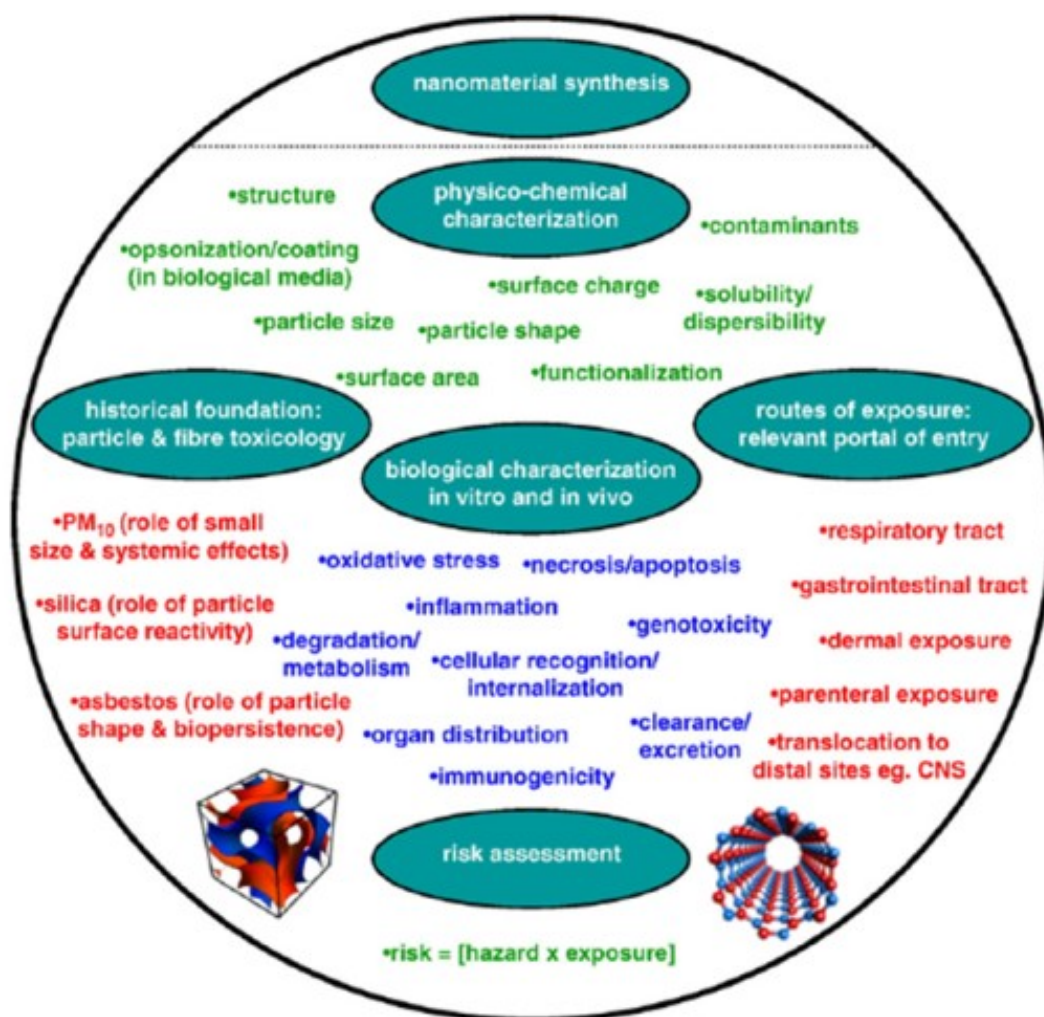 nanomaterial synthesis
physico-chemical
characterization
•structure
•contaminants
•opsonization/coating
(in biological media)
•surface charge
•solubility/
dispersibility
•particle size
•particle shape
•surface area
•functionalization
historical foundation:
particle & fibre toxicology
routes of exposure:
relevant portal of entry
biological characterization
in vitro and in vivo
•PM₁₀ (role of small
size & systemic effects)
•silica (role of particle
surface reactivity)
•asbestos (role of particle
shape & biopersistence)
•oxidative stress
•necrosis/apoptosis
•inflammation
•genotoxicity
•degradation/
metabolism
•cellular recognition/
internalization
•organ distribution
•clearance/
excretion
•immunogenicity
•respiratory tract
•gastrointestinal tract
•dermal exposure
•parenteral exposure
•translocation to
distal sites eg. CNS
risk assessment
•risk = [hazard x exposure]